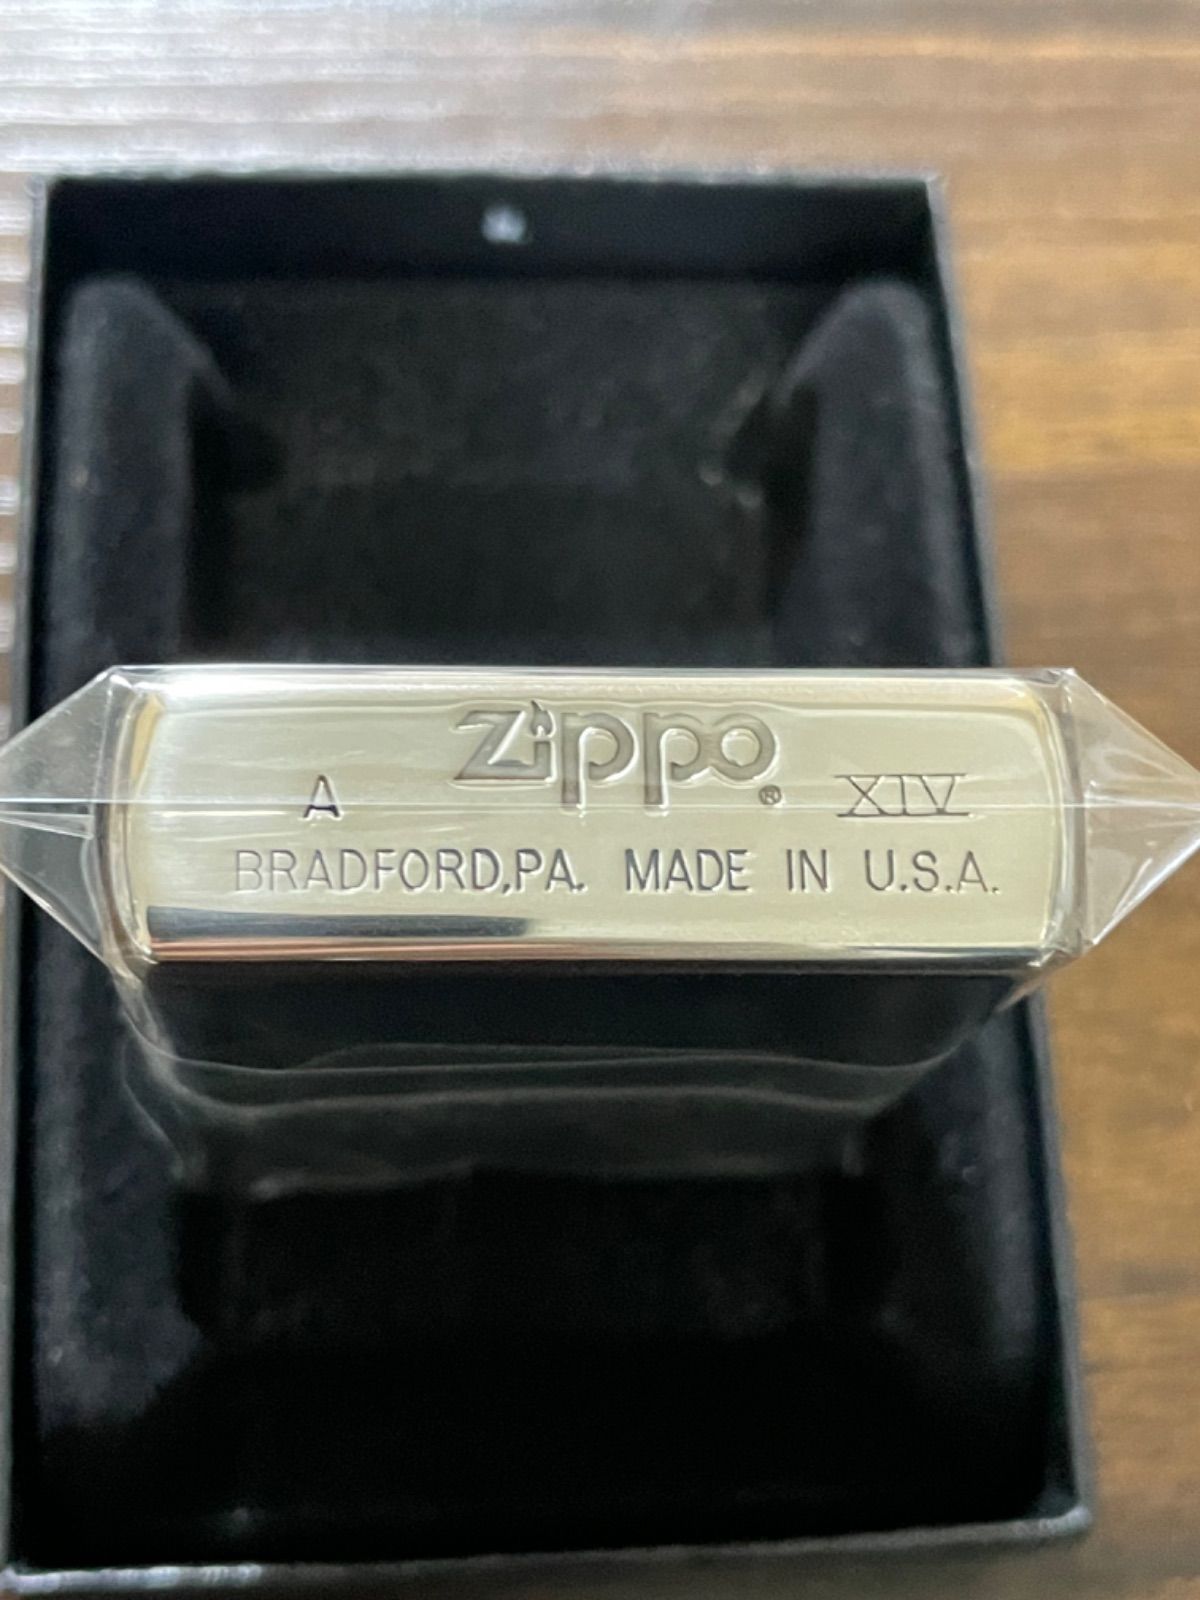 Zippo®
A XIV
BRADFORD,PA. MADE IN U.S.A.